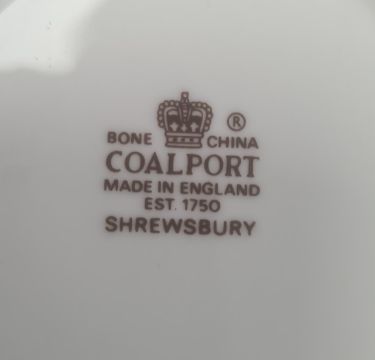 ®
BONE CHINA
COALPORT
MADE IN ENGLAND
EST. 1750
SHREWSBURY